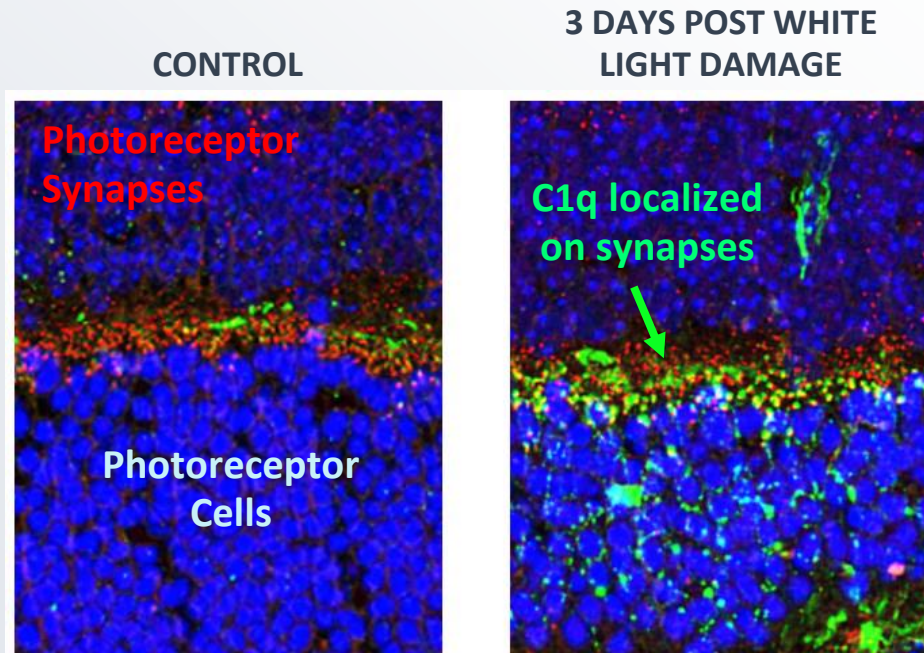 CONTROL
3 DAYS POST WHITE
LIGHT DAMAGE
Photoreceptor
Synapses
Photoreceptor
Cells
C1q localized
on synapses